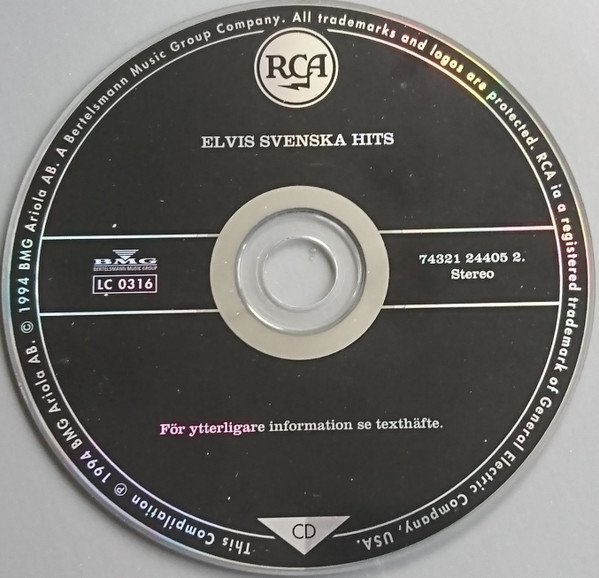 RCA
ELVIS SVENSKA HITS
BMG
BERTELSMANN MUSIC GROUP
LC 0316
74321 24405 2.
Stereo
För ytterligare information se texthäfte.
CD
This Compilation ℗ 1994 BMG Ariola AB. © 1994 BMG Ariola AB. A Bertelsmann Music Group Company. All trademarks and logos are protected. RCA is a registered trademark of General Electric Company, USA.